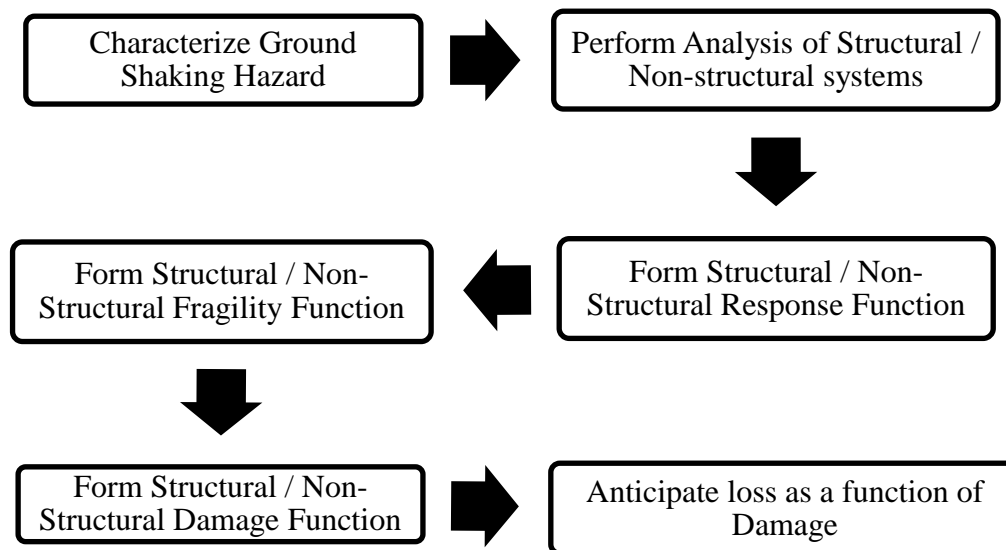 Characterize Ground
Shaking Hazard
Perform Analysis of Structural /
Non-structural systems
Form Structural / Non-
Structural Response Function
Form Structural / Non-
Structural Fragility Function
Form Structural / Non-
Structural Damage Function
Anticipate loss as a function of
Damage